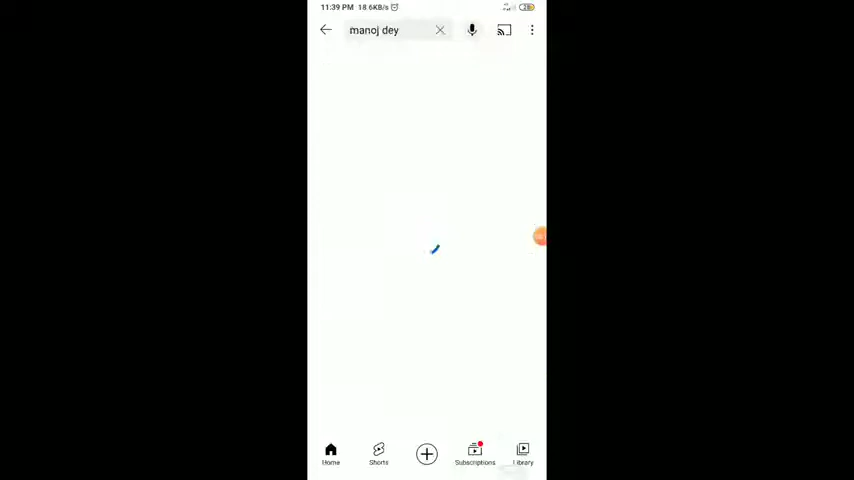 11:39 PM 18.6KB/s
manoj dey
Home
Shorts
Subscriptions
Library